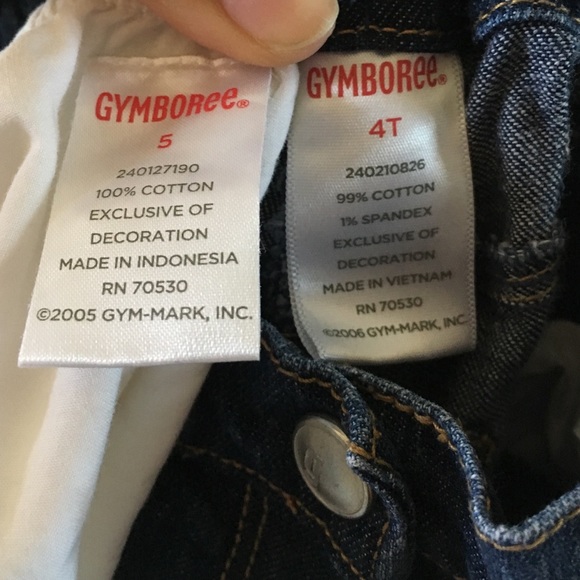 GYMBOREE®
5
240127190
100% COTTON
EXCLUSIVE OF
DECORATION
MADE IN INDONESIA
RN 70530
©2005 GYM-MARK, INC.
GYMBOREE®
4T
240210826
99% COTTON
1% SPANDEX
EXCLUSIVE OF
DECORATION
MADE IN VIETNAM
RN 70530
©2006 GYM-MARK, INC.